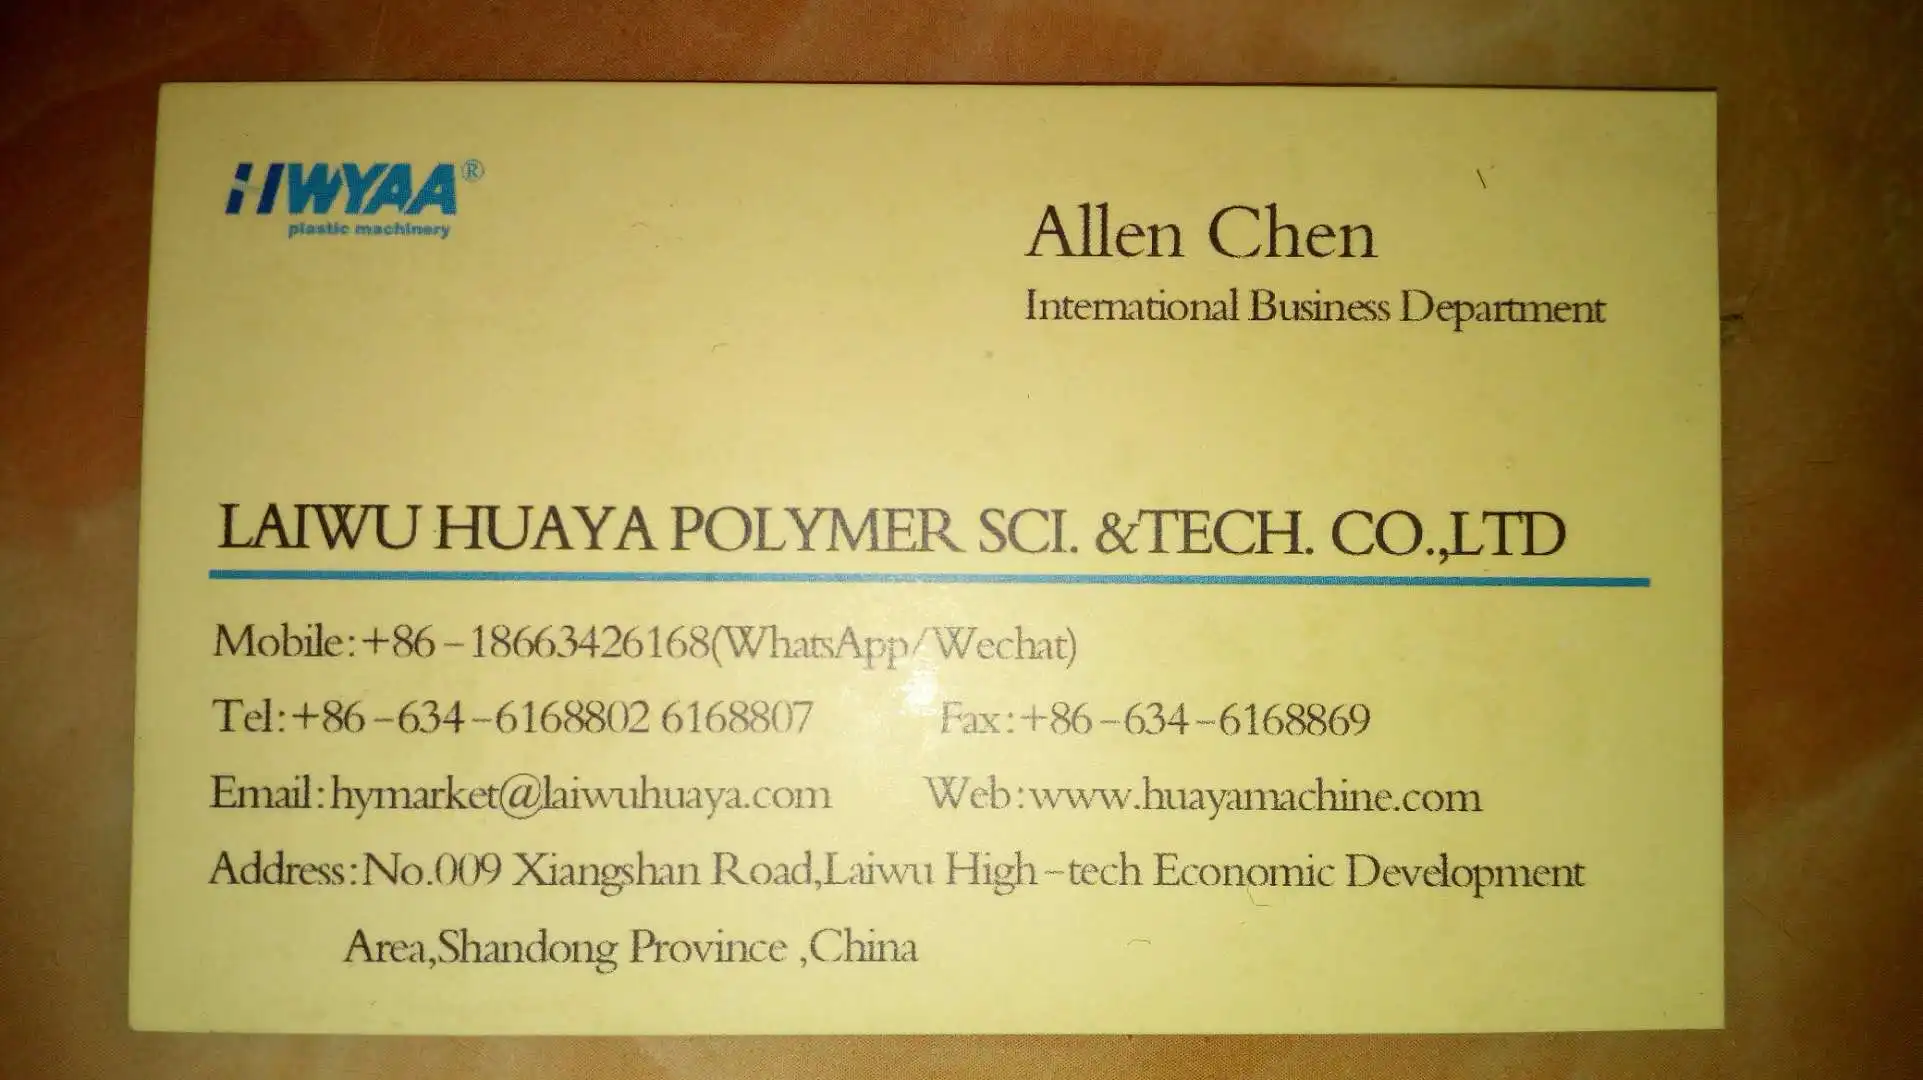 HWYAA®
plastic machinery
Allen Chen
International Business Department
LAIWU HUAYA POLYMER SCI. &TECH. CO.,LTD
Mobile:+86-18663426168(WhatsApp/Wechat)
Tel:+86-634-6168802 6168807 Fax:+86-634-6168869
Email:hymarket@laiwuhuaya.com Web:www.huayamachine.com
Address:No.009 Xiangshan Road,Laiwu High-tech Economic Development
Area,Shandong Province ,China